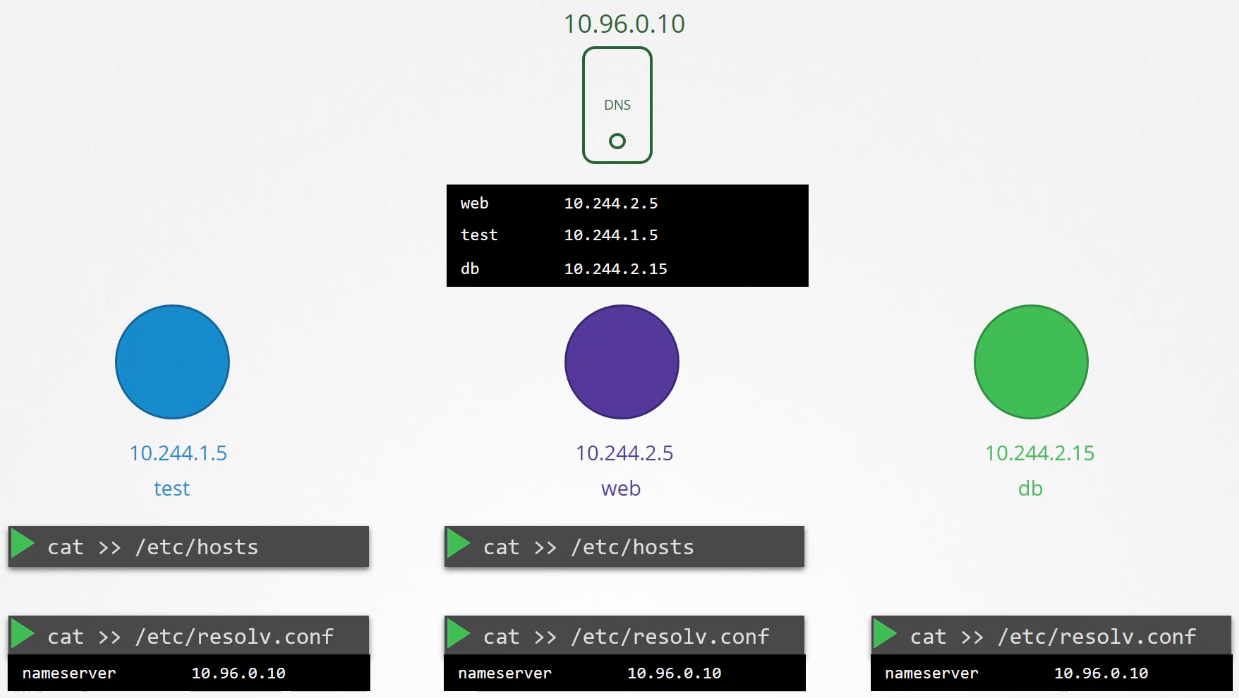 10.96.0.10
DNS
web 10.244.2.5
test 10.244.1.5
db 10.244.2.15
10.244.1.5
test
10.244.2.5
web
10.244.2.15
db
cat >> /etc/hosts
cat >> /etc/hosts
cat >> /etc/resolv.conf
nameserver 10.96.0.10
cat >> /etc/resolv.conf
nameserver 10.96.0.10
cat >> /etc/resolv.conf
nameserver 10.96.0.10